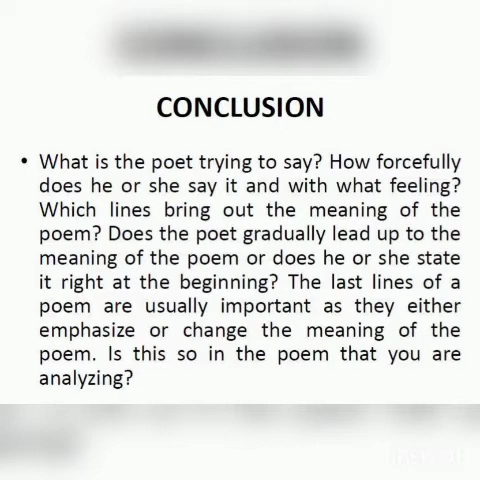 CONCLUSION
• What is the poet trying to say? How forcefully
does he or she say it and with what feeling?
Which lines bring out the meaning of the
poem? Does the poet gradually lead up to the
meaning of the poem or does he or she state
it right at the beginning? The last lines of a
poem are usually important as they either
emphasize or change the meaning of the
poem. Is this so in the poem that you are
analyzing?